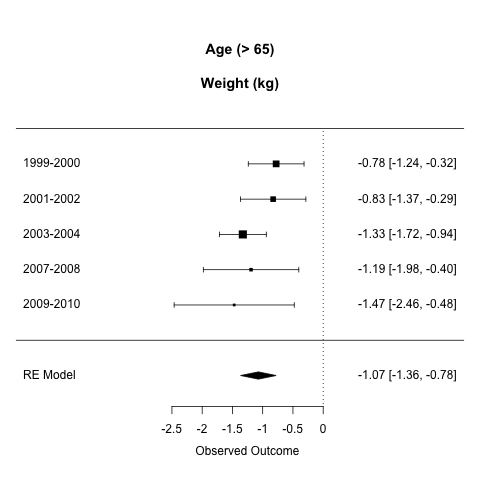 Age (> 65)
Weight (kg)
1999-2000 -0.78 [-1.24, -0.32]
2001-2002 -0.83 [-1.37, -0.29]
2003-2004 -1.33 [-1.72, -0.94]
2007-2008 -1.19 [-1.98, -0.40]
2009-2010 -1.47 [-2.46, -0.48]
RE Model -1.07 [-1.36, -0.78]
-2.5 -2 -1.5 -1 -0.5 0
Observed Outcome